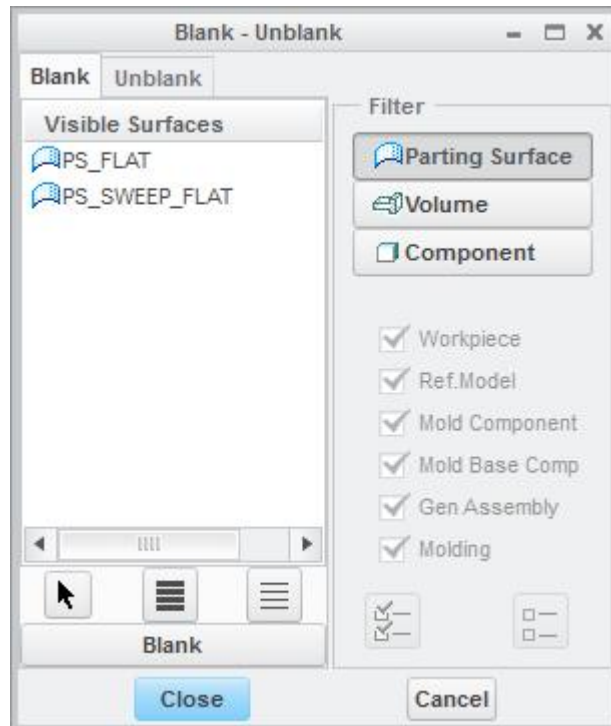 Blank - Unblank
Blank Unblank
Visible Surfaces
PS_FLAT
PS_SWEEP_FLAT
Blank
Filter
Parting Surface
Volume
Component
Workpiece
Ref.Model
Mold Component
Mold Base Comp
Gen Assembly
Molding
Close Cancel